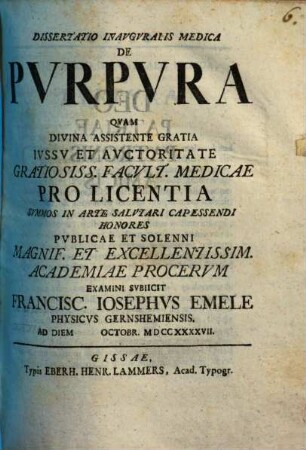 6.
DISSERTATIO INAVGVRALIS MEDICA
DE
PVRPVRA
QVAM
DIVINA ASSISTENTE GRATIA
IVSSV ET AVCTORITATE
GRATIOSISS. FACVLT. MEDICAE
PRO LICENTIA
SVMMOS IN ARTE SALVTARI CAPESSENDI
HONORES
PVBLICAE ET SOLENNI
MAGNIF. ET EXCELLENTISSIM.
ACADEMIAE PROCERVM
EXAMINI SVBIICIT
FRANCISC. IOSEPHVS EMELE
PHYSICVS GERNSHEMIENSIS,
AD DIEM OCTOBR. MDCCXXXXVII.
GISSAE,
Typis EBERH. HENR. LAMMERS, Acad. Typogr.